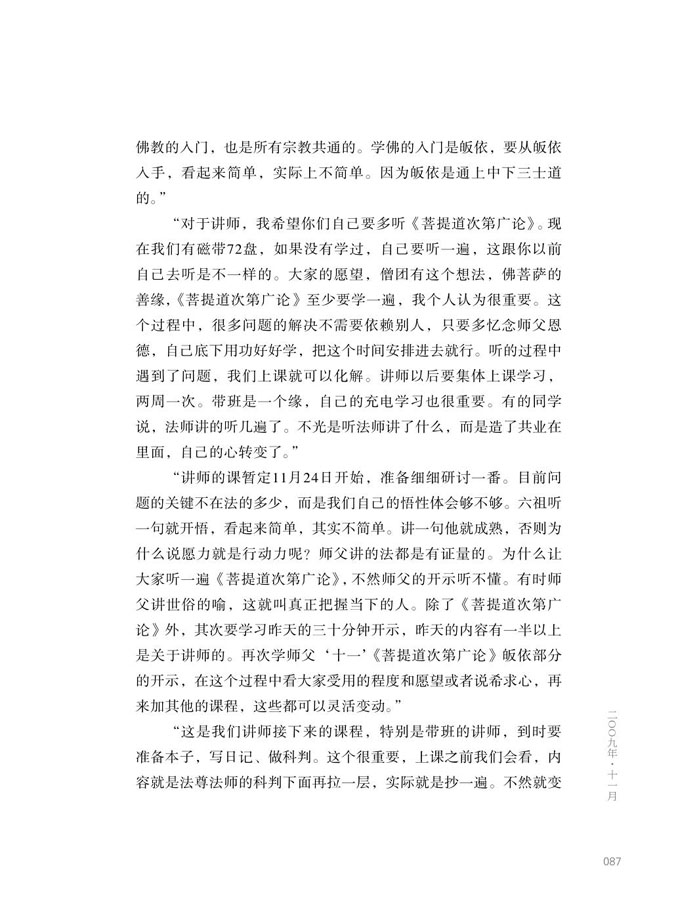 佛教的入门，也是所有宗教共通的。学佛的入门是皈依，要从皈依
入手，看起来简单，实际上不简单。因为皈依是通上中下三士道
的。”
“对于讲师，我希望你们自己要多听《菩提道次第广论》。现
在我们有磁带72盘，如果没有学过，自己要听一遍，这跟你以前
自己去听是不一样的。大家的愿望，僧团有这个想法，佛菩萨的
善缘，《菩提道次第广论》至少要学一遍，我个人认为很重要。这
个过程中，很多问题的解决不需要依赖别人，只要多忆念师父恩
德，自己底下用功好好学，把这个时间安排进去就行。听的过程中
遇到了问题，我们上课就可以化解。讲师以后要集体上课学习，
两周一次。带班是一个缘，自己的充电学习也很重要。有的同学
说，法师讲的听几遍了。不光是听法师讲了什么，而是造了共业在
里面，自己的心转变了。”
“讲师的课暂定11月24日开始，准备细细研讨一番。目前问
题的关键不在法的多少，而是我们自己的悟性体会够不够。六祖听
一句就开悟，看起来简单，其实不简单。讲一句他就成熟，否则为
什么说愿力就是行动力呢？师父讲的法都是有证量的。为什么让
大家听一遍《菩提道次第广论》，不然师父的开示听不懂。有时师
父讲世俗的喻，这就叫真正把握当下的人。除了《菩提道次第广
论》外，其次要学习昨天的三十分钟开示，昨天的内容有一半以上
是关于讲师的。再次学师父‘十一’《菩提道次第广论》皈依部分
的开示，在这个过程中看大家受用的程度和愿望或者说希求心，再
来加其他的课程，这些都可以灵活变动。”
“这是我们讲师接下来的课程，特别是带班的讲师，到时要
准备本子，写日记、做科判。这个很重要，上课之前我们会看，内
容就是法尊法师的科判下面再拉一层，实际就是抄一遍。不然就变
二〇〇九年·十一月
087